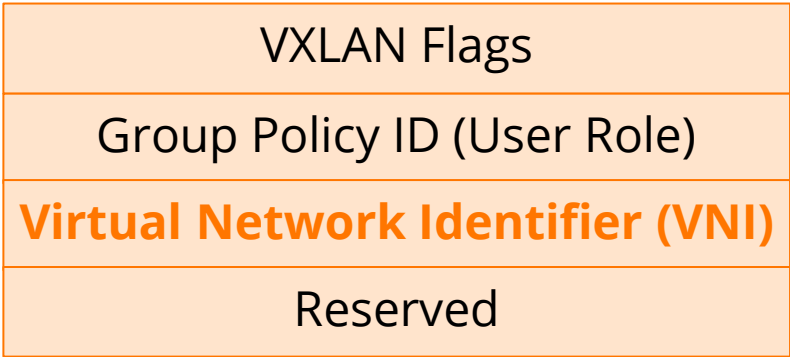 VXLAN Flags
Group Policy ID (User Role)
Virtual Network Identifier (VNI)
Reserved